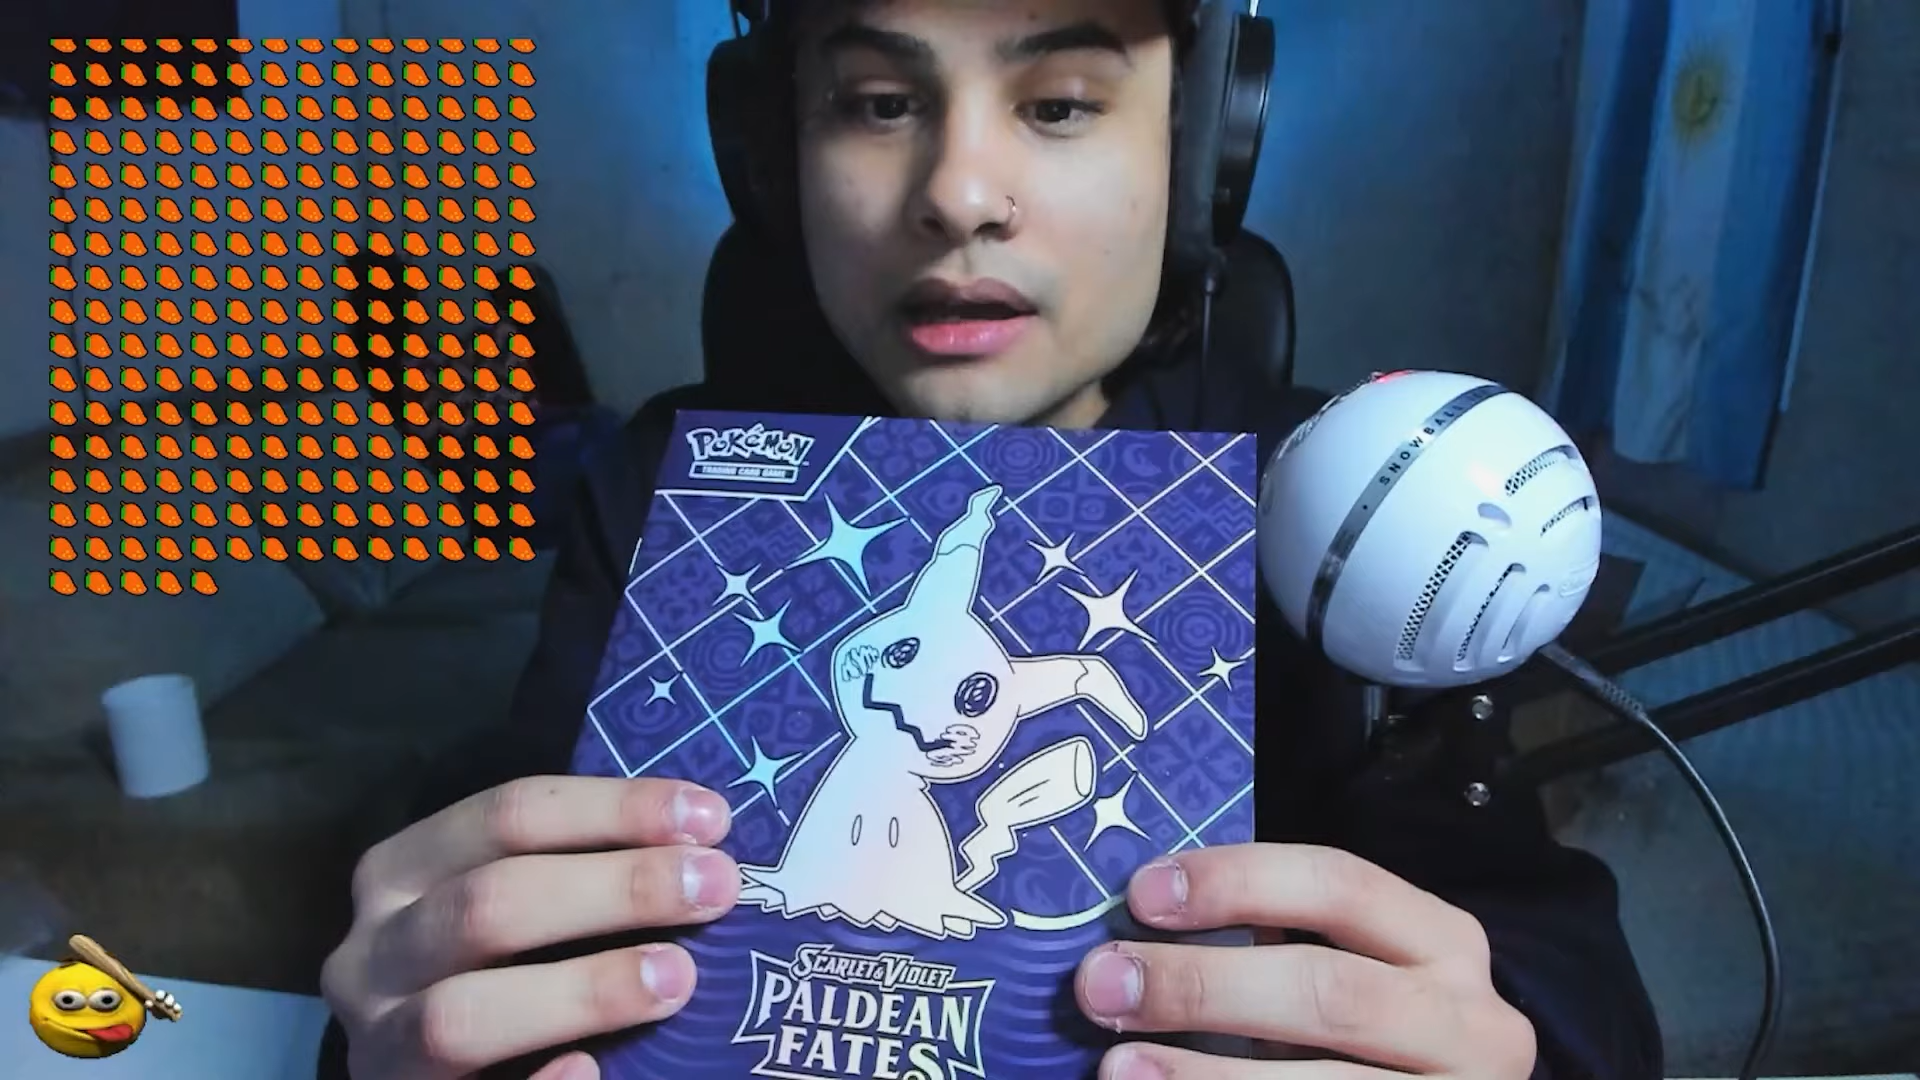 POKÉMON
TRADING CARD GAME
SNOWBALL
SCARLET & VIOLET
PALDEAN
FATES